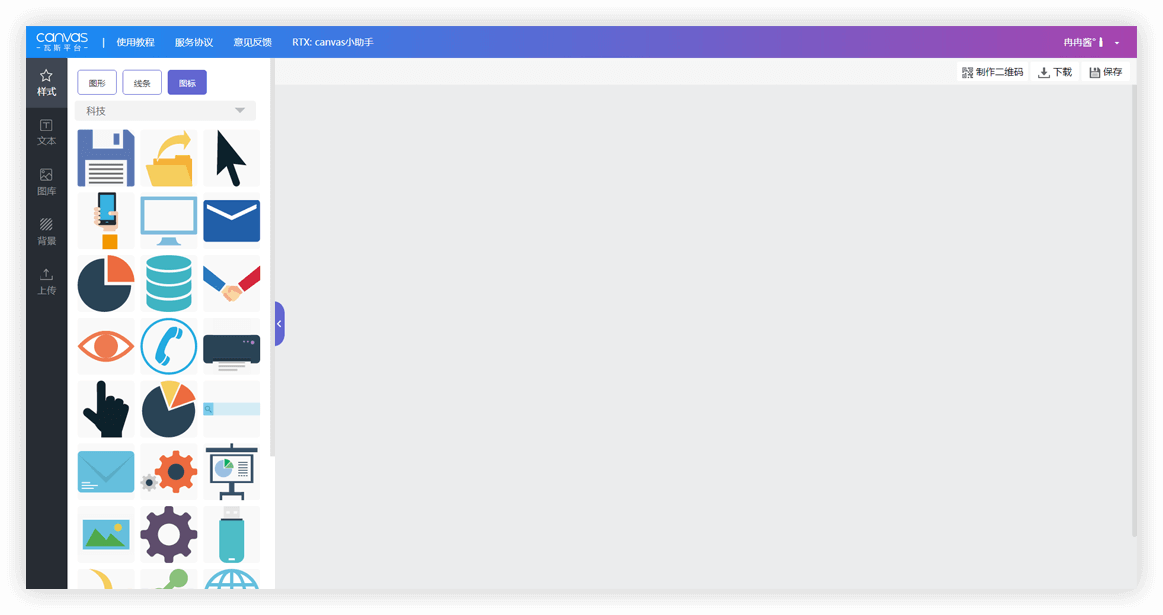 canvas
- 瓦斯平台 -
| 使用教程 服务协议 意见反馈 RTX: canvas小助手
冉冉酱"
样式
文本
图库
背景
上传
图形 线条 图标
科技
制作二维码 下载 保存